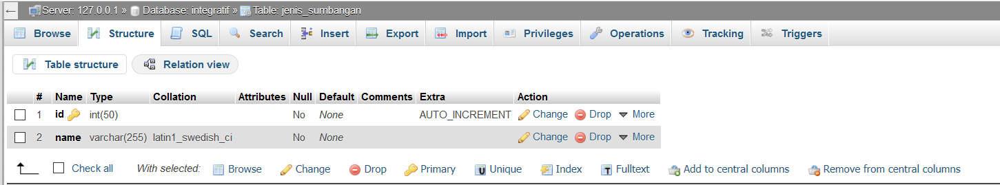 Server: 127.0.0.1 » Database: integratif » Table: jenis_sumbangan
Browse Structure SQL Search Insert Export Import Privileges Operations Tracking Triggers
Table structure Relation view
# Name Type Collation Attributes Null Default Comments Extra Action
1 id int(50) No None AUTO_INCREMENT Change Drop More
2 name varchar(255) latin1_swedish_ci No None Change Drop More
Check all With selected: Browse Change Drop Primary Unique Index Fulltext Add to central columns Remove from central columns